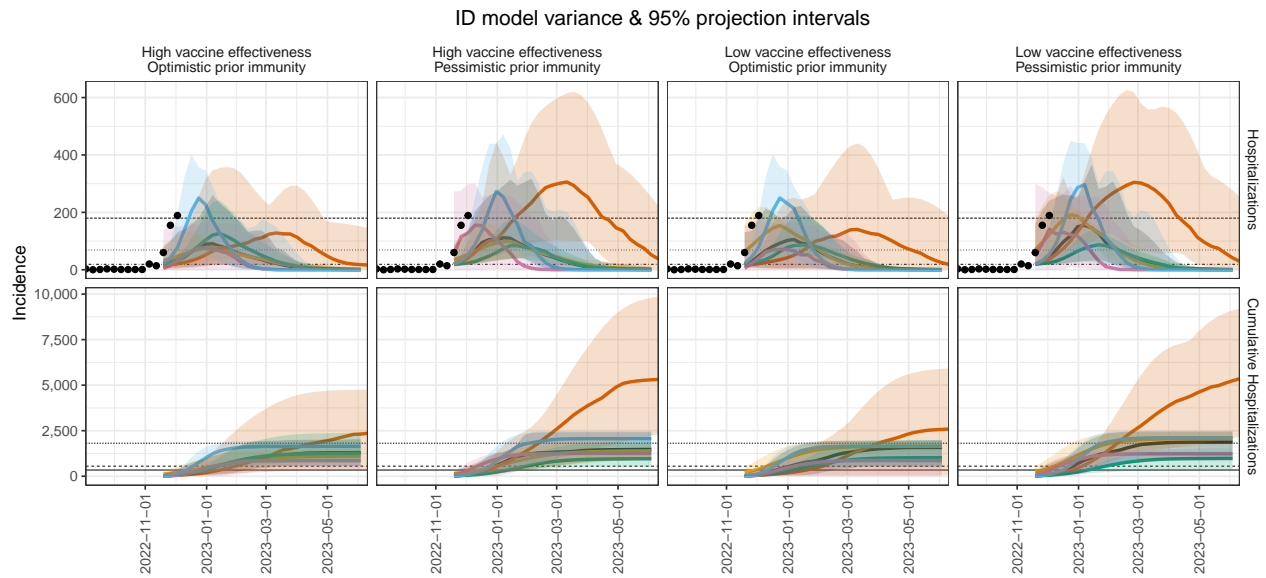 ID model variance & 95% projection intervals
High vaccine effectiveness
Optimistic prior immunity
High vaccine effectiveness
Pessimistic prior immunity
Low vaccine effectiveness
Optimistic prior immunity
Low vaccine effectiveness
Pessimistic prior immunity
Incidence
600
400
200
0
Hospitalizations
10,000
7,500
5,000
2,500
0
Cumulative Hospitalizations
2022−11−01
2023−01−01
2023−03−01
2023−05−01
2022−11−01
2023−01−01
2023−03−01
2023−05−01
2022−11−01
2023−01−01
2023−03−01
2023−05−01
2022−11−01
2023−01−01
2023−03−01
2023−05−01